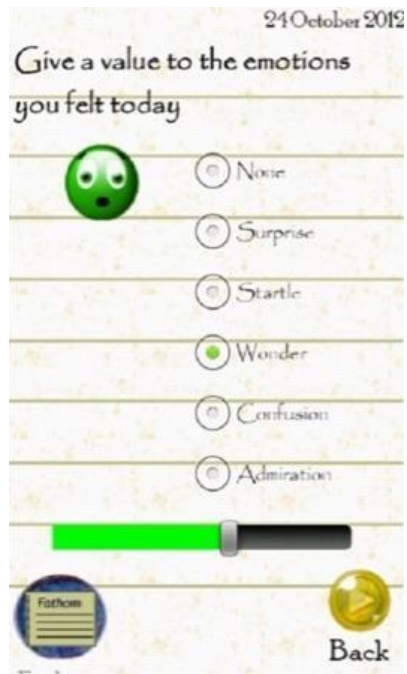 24 October 2012
Give a value to the emotions
you felt today
None
Surprise
Startle
Wonder
Confusion
Admiration
Fathom
Back